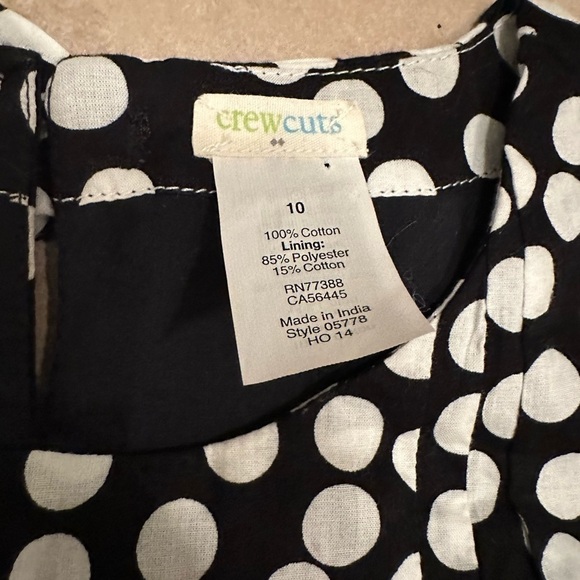 crewcuts
10
100% Cotton
Lining:
85% Polyester
15% Cotton
RN77388
CA56445
Made in India
Style 05778
HO 14